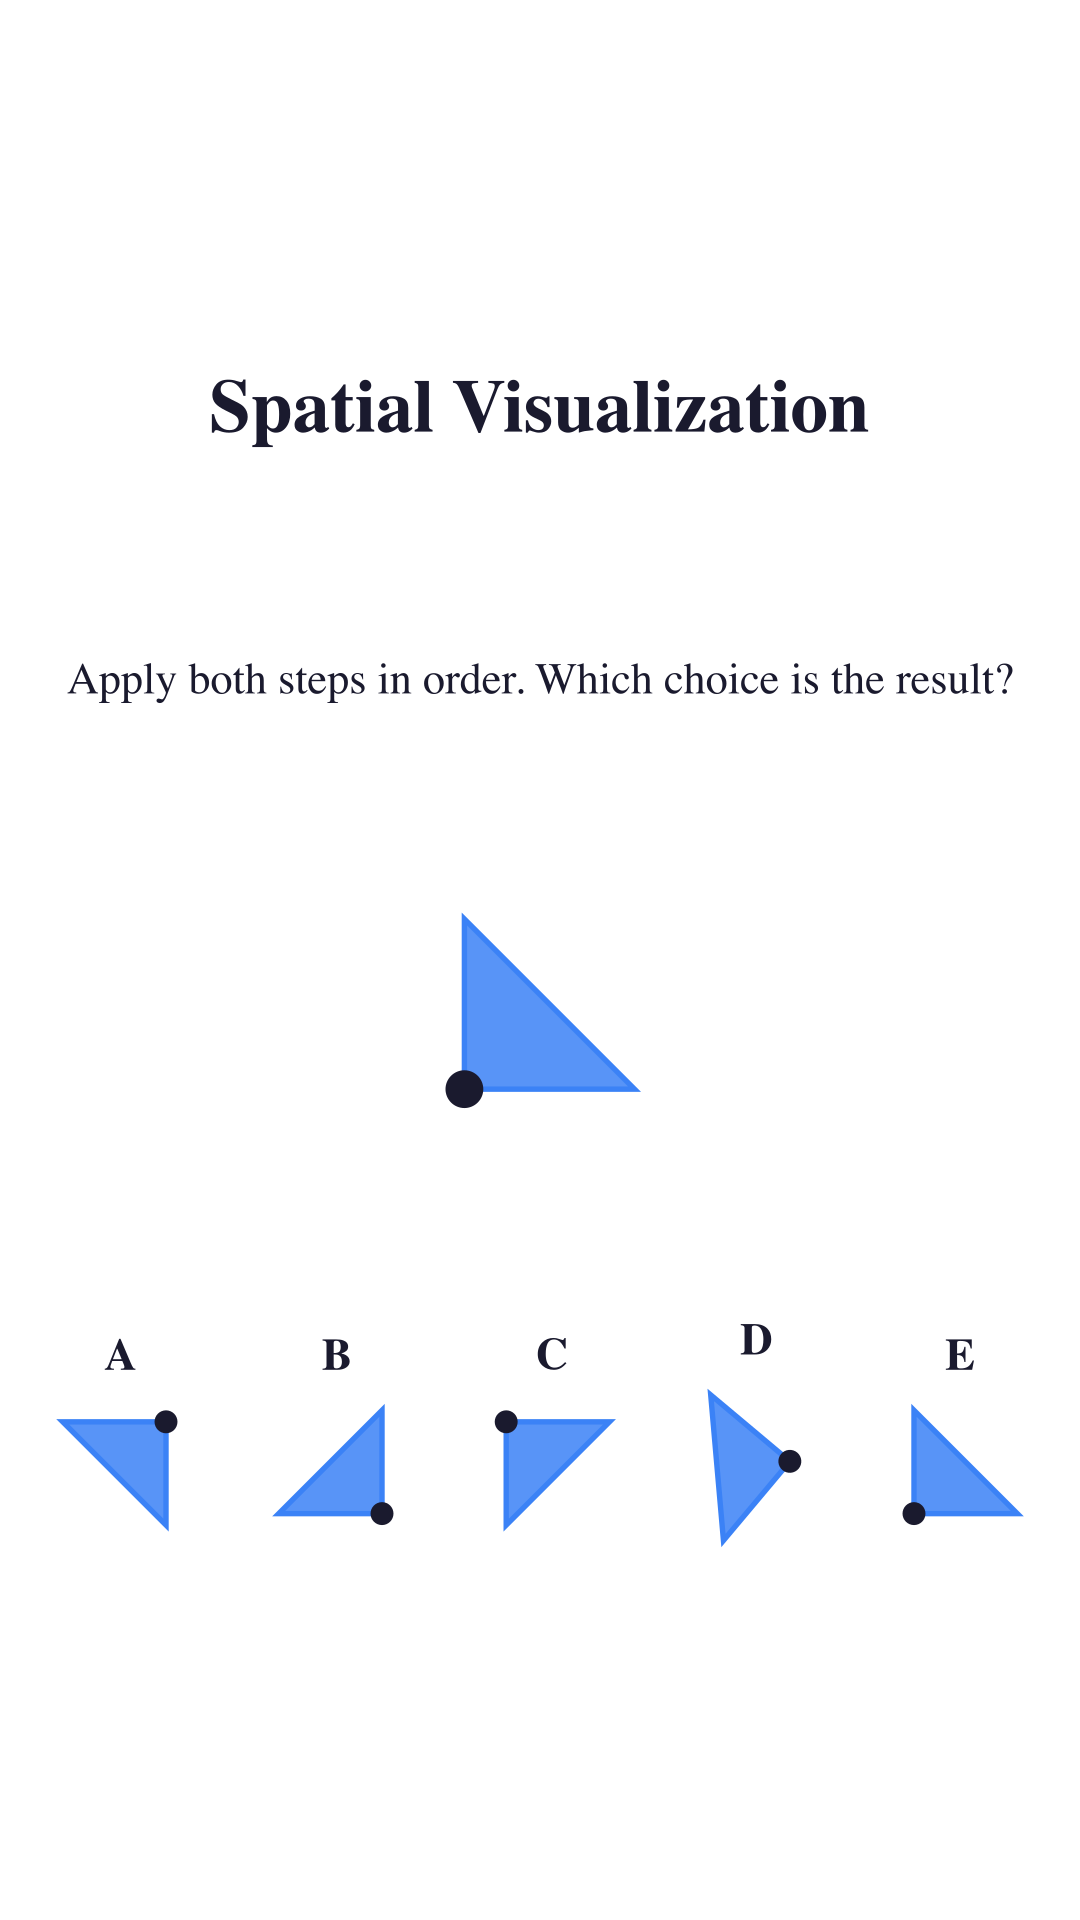 Spatial Visualization
Apply both steps in order. Which choice is the result?
A B C D E